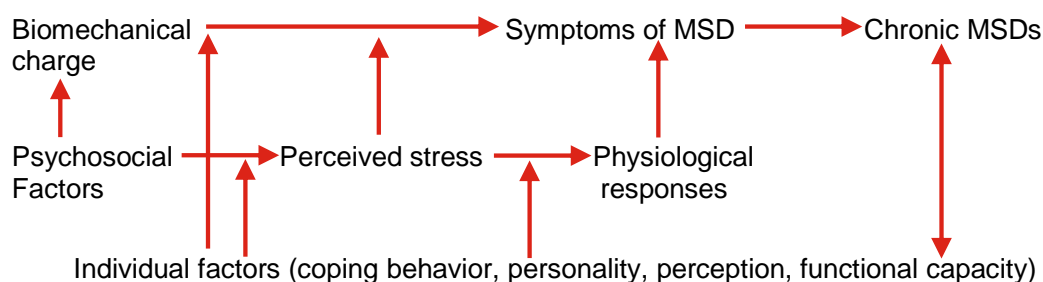 Biomechanical charge
Symptoms of MSD
Chronic MSDs
Psychosocial Factors
Perceived stress
Physiological responses
Individual factors (coping behavior, personality, perception, functional capacity)